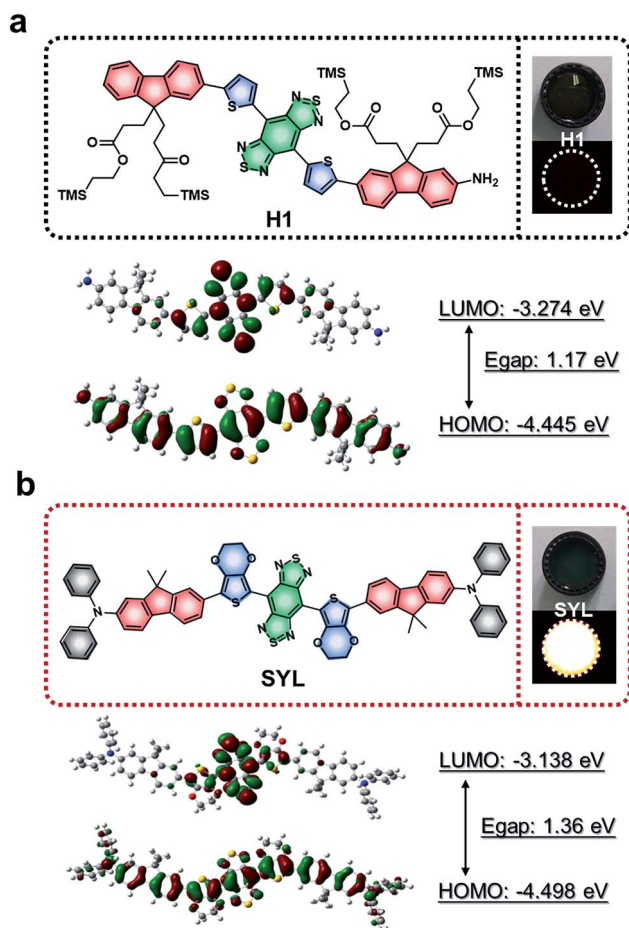 a
TMS
TMS
O
O
O
O
S
N
S
N
N
S
N
S
NH₂
O
O
O
TMS
TMS
H1
H1
LUMO: -3.274 eV
Egap: 1.17 eV
HOMO: -4.445 eV
b
O
O
N
S
N
N
S
S
N
N
S
N
O
O
SYL
SYL
LUMO: -3.138 eV
Egap: 1.36 eV
HOMO: -4.498 eV